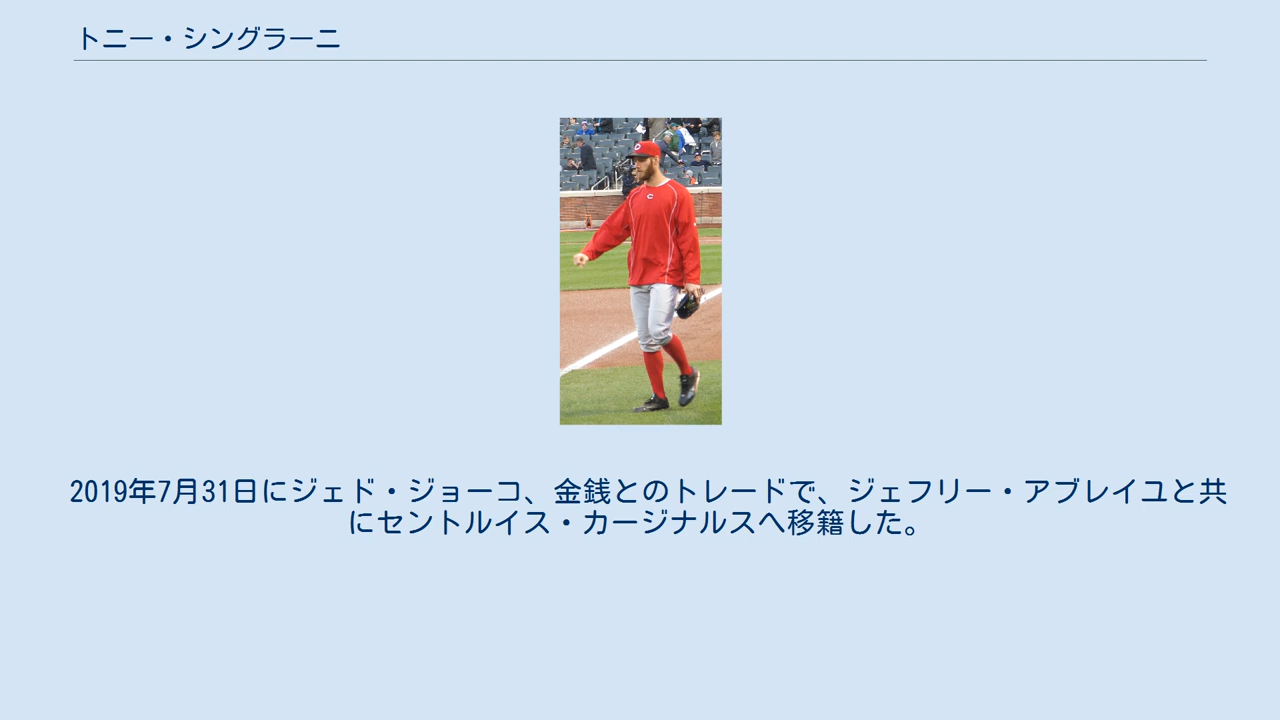 トニー・シングラーニ
2019年7月31日にジェド・ジョーコ、金銭とのトレードで、ジェフリー・アブレイユと共
にセントルイス・カージナルスへ移籍した。